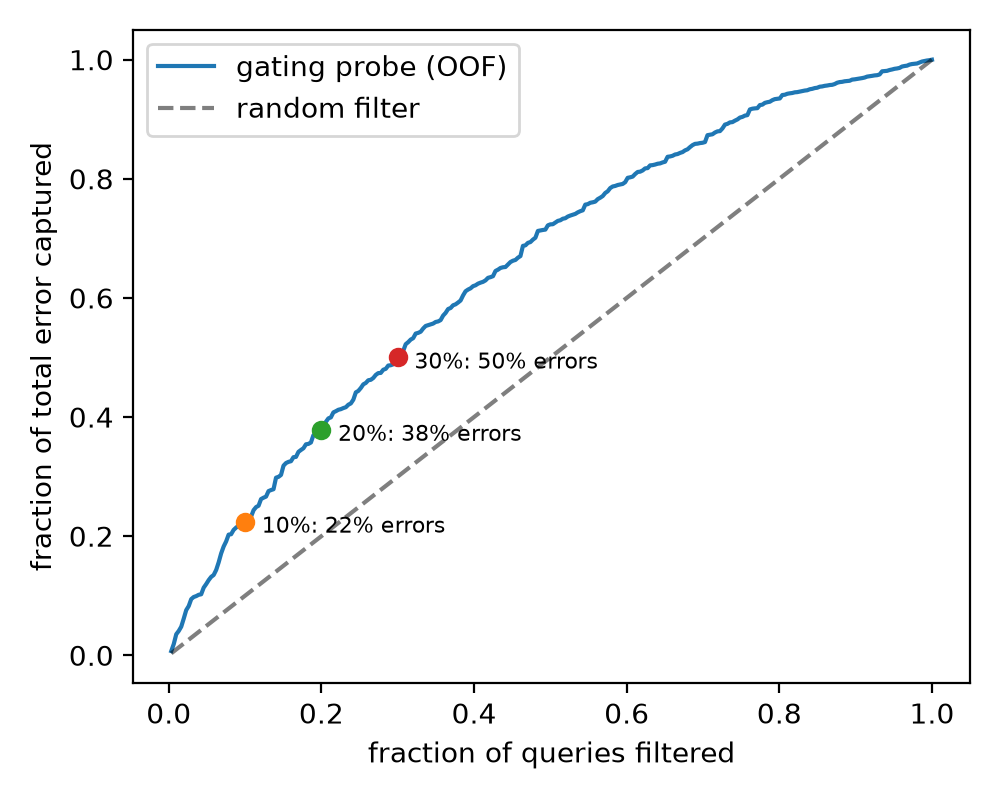 gating probe (OOF)
random filter
1.0
0.8
0.6
0.4
0.2
0.0
fraction of total error captured
30%: 50% errors
20%: 38% errors
10%: 22% errors
0.0 0.2 0.4 0.6 0.8 1.0
fraction of queries filtered